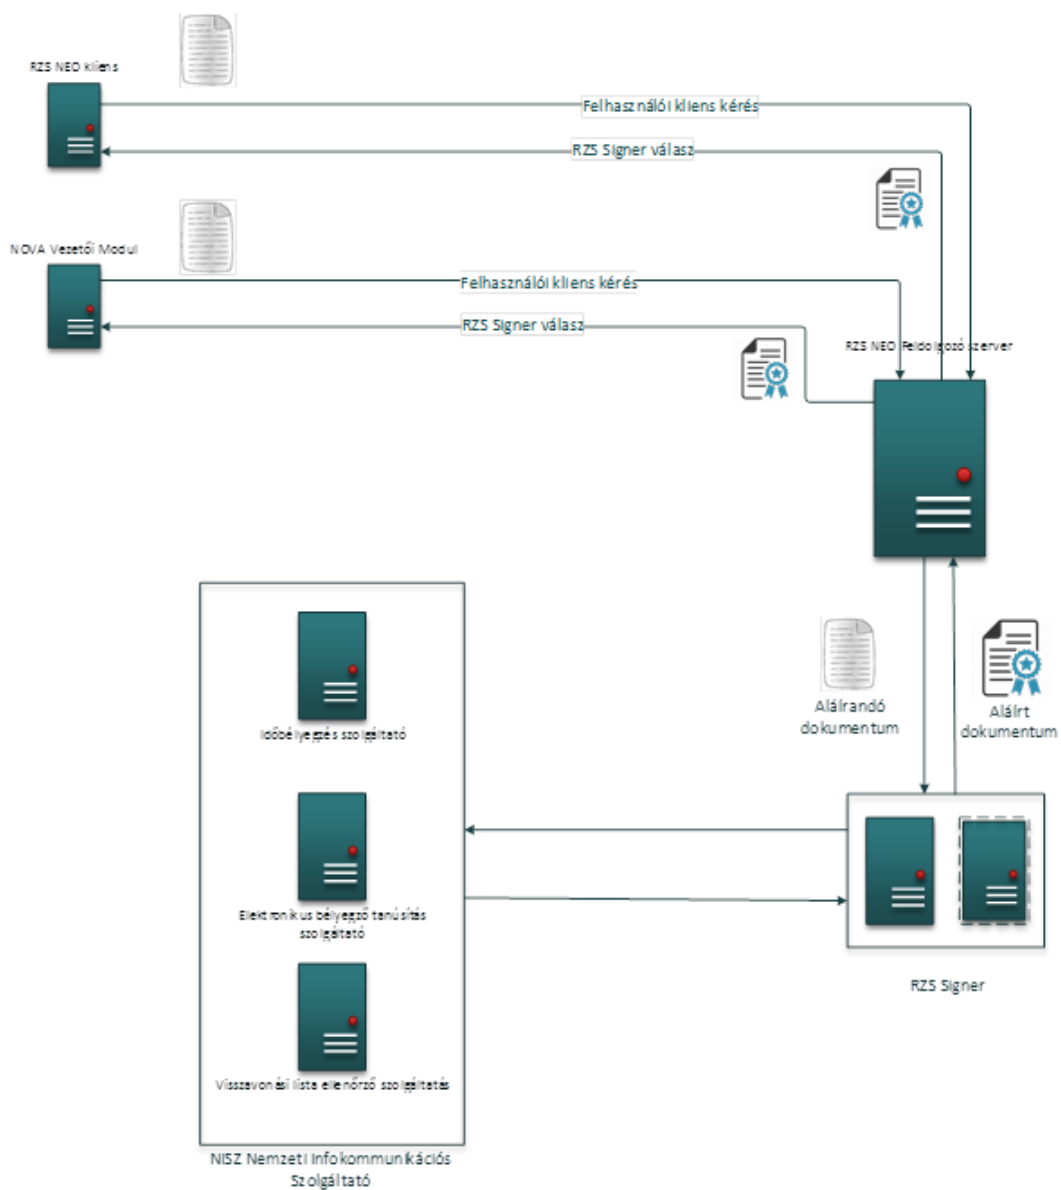 RZS NEO kliens
Felhasználói kliens kérés
RZS Signer válasz
NOVA Vezetői Modul
Felhasználói kliens kérés
RZS Signer válasz
RZS NEO Feldolgozó szerver
Aláírandó
dokumentum
Aláírt
dokumentum
Időbélyegzés szolgáltató
Elektronikus bélyegző tanúsítás
szolgáltató
RZS Signer
Visszavonási lista ellenőrző szolgáltatás
NISZ Nemzeti Infokommunikációs
Szolgáltató